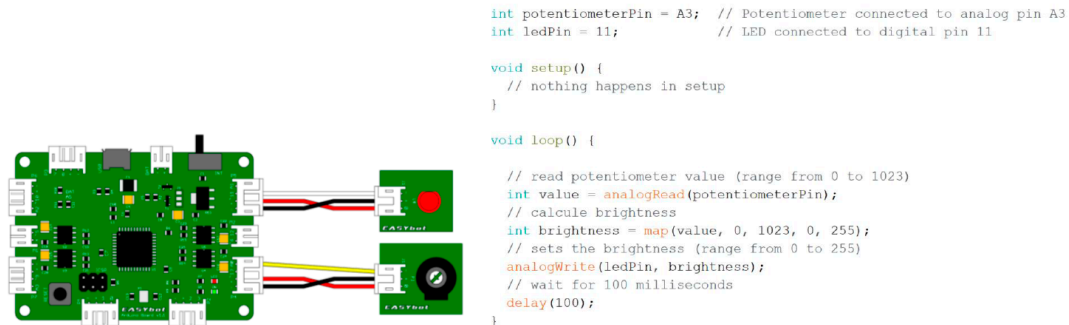 int potentiometerPin = A3;  // Potentiometer connected to analog pin A3
int ledPin = 11;            // LED connected to digital pin 11
void setup() {
  // nothing happens in setup
}
void loop() {
  // read potentiometer value (range from 0 to 1023)
  int value = analogRead(potentiometerPin);
  // calcule brightness
  int brightness = map(value, 0, 1023, 0, 255);
  // sets the brightness (range from 0 to 255)
  analogWrite(ledPin, brightness);
  // wait for 100 milliseconds
  delay(100);
}
EASYbot
EASYbot
EASYbot